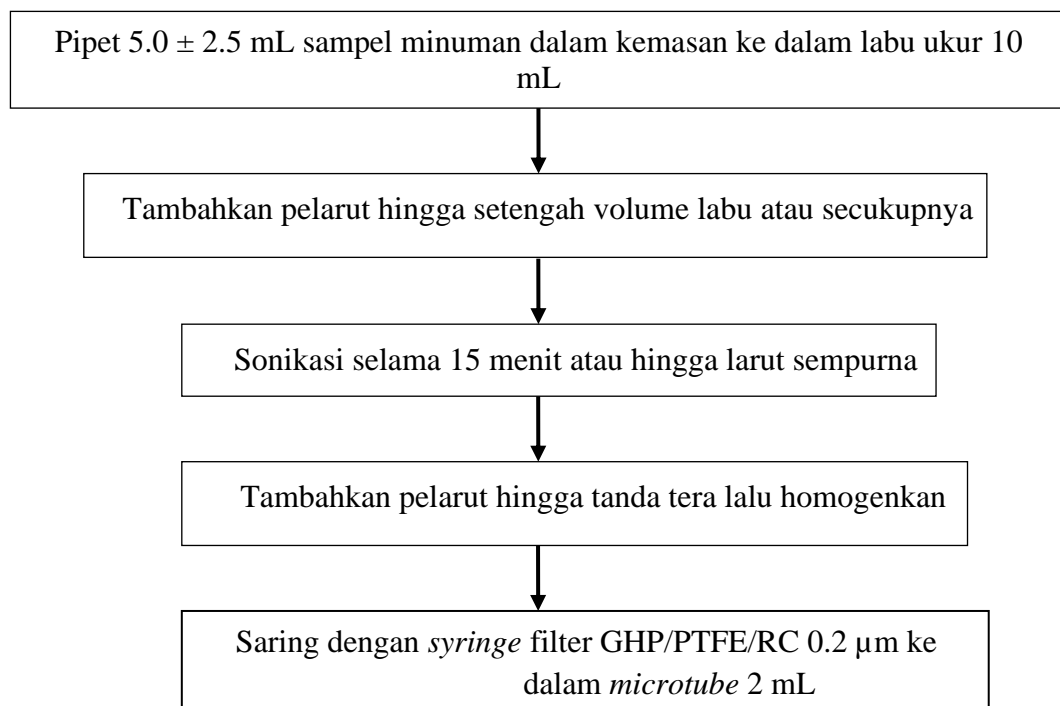 Pipet 5.0 ± 2.5 mL sampel minuman dalam kemasan ke dalam labu ukur 10
mL
Tambahkan pelarut hingga setengah volume labu atau secukupnya
Sonikasi selama 15 menit atau hingga larut sempurna
Tambahkan pelarut hingga tanda tera lalu homogenkan
Saring dengan syringe filter GHP/PTFE/RC 0.2 µm ke
dalam microtube 2 mL